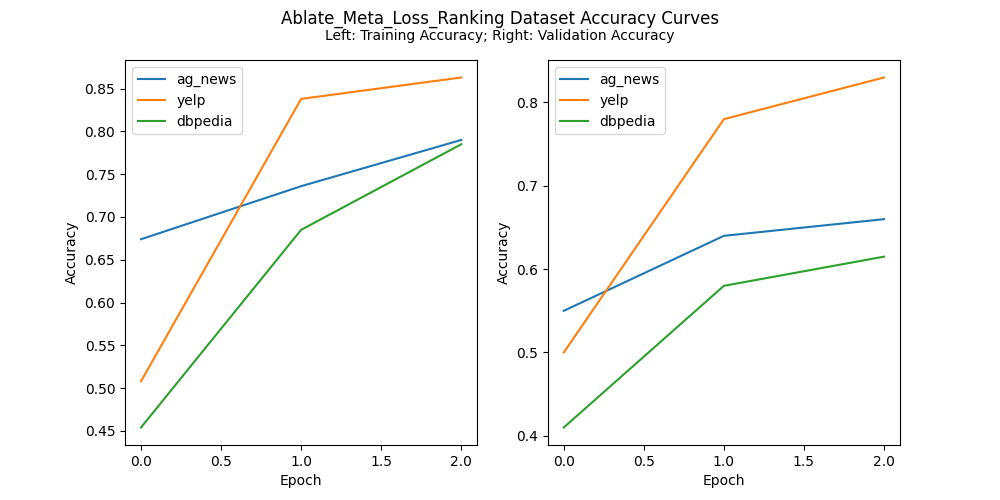 Ablate_Meta_Loss_Ranking Dataset Accuracy Curves
Left: Training Accuracy; Right: Validation Accuracy
ag_news
yelp
dbpedia
Accuracy
0.85
0.80
0.75
0.70
0.65
0.60
0.55
0.50
0.45
0.0
0.5
1.0
1.5
2.0
Epoch
ag_news
yelp
dbpedia
Accuracy
0.8
0.7
0.6
0.5
0.4
0.0
0.5
1.0
1.5
2.0
Epoch